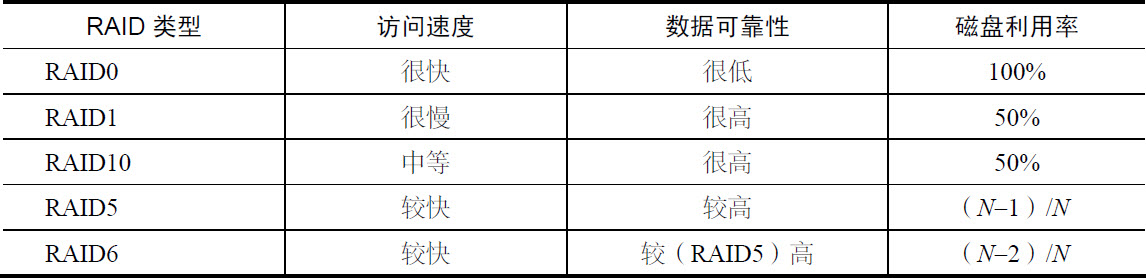 RAID 类型 访问速度 数据可靠性 磁盘利用率
RAID0 很快 很低 100%
RAID1 很慢 很高 50%
RAID10 中等 很高 50%
RAID5 较快 较高 （N–1）/N
RAID6 较快 较（RAID5）高 （N–2）/N